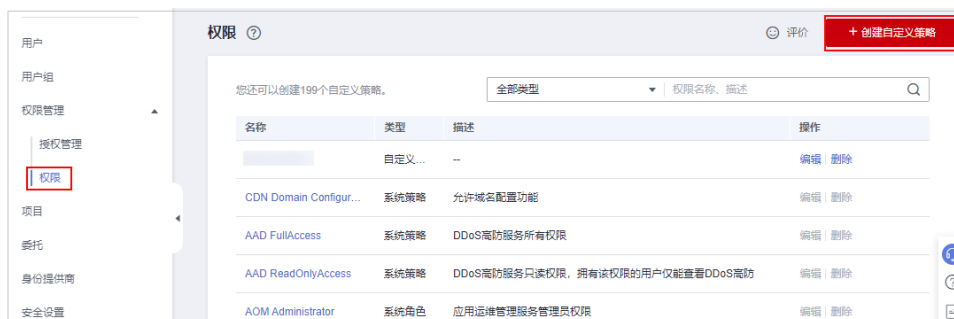 用户
用户组
权限管理
授权管理
权限
项目
委托
身份提供商
安全设置
权限
评价
+ 创建自定义策略
您还可以创建199个自定义策略。
全部类型
权限名称、描述
名称 类型 描述 操作
自定义... -- 编辑 | 删除
CDN Domain Configur... 系统策略 允许域名配置功能 编辑 | 删除
AAD FullAccess 系统策略 DDoS高防服务所有权限 编辑 | 删除
AAD ReadOnlyAccess 系统策略 DDoS高防服务只读权限，拥有该权限的用户仅能查看DDoS高防 编辑 | 删除
AOM Administrator 系统角色 应用运维管理服务管理员权限 编辑 | 删除